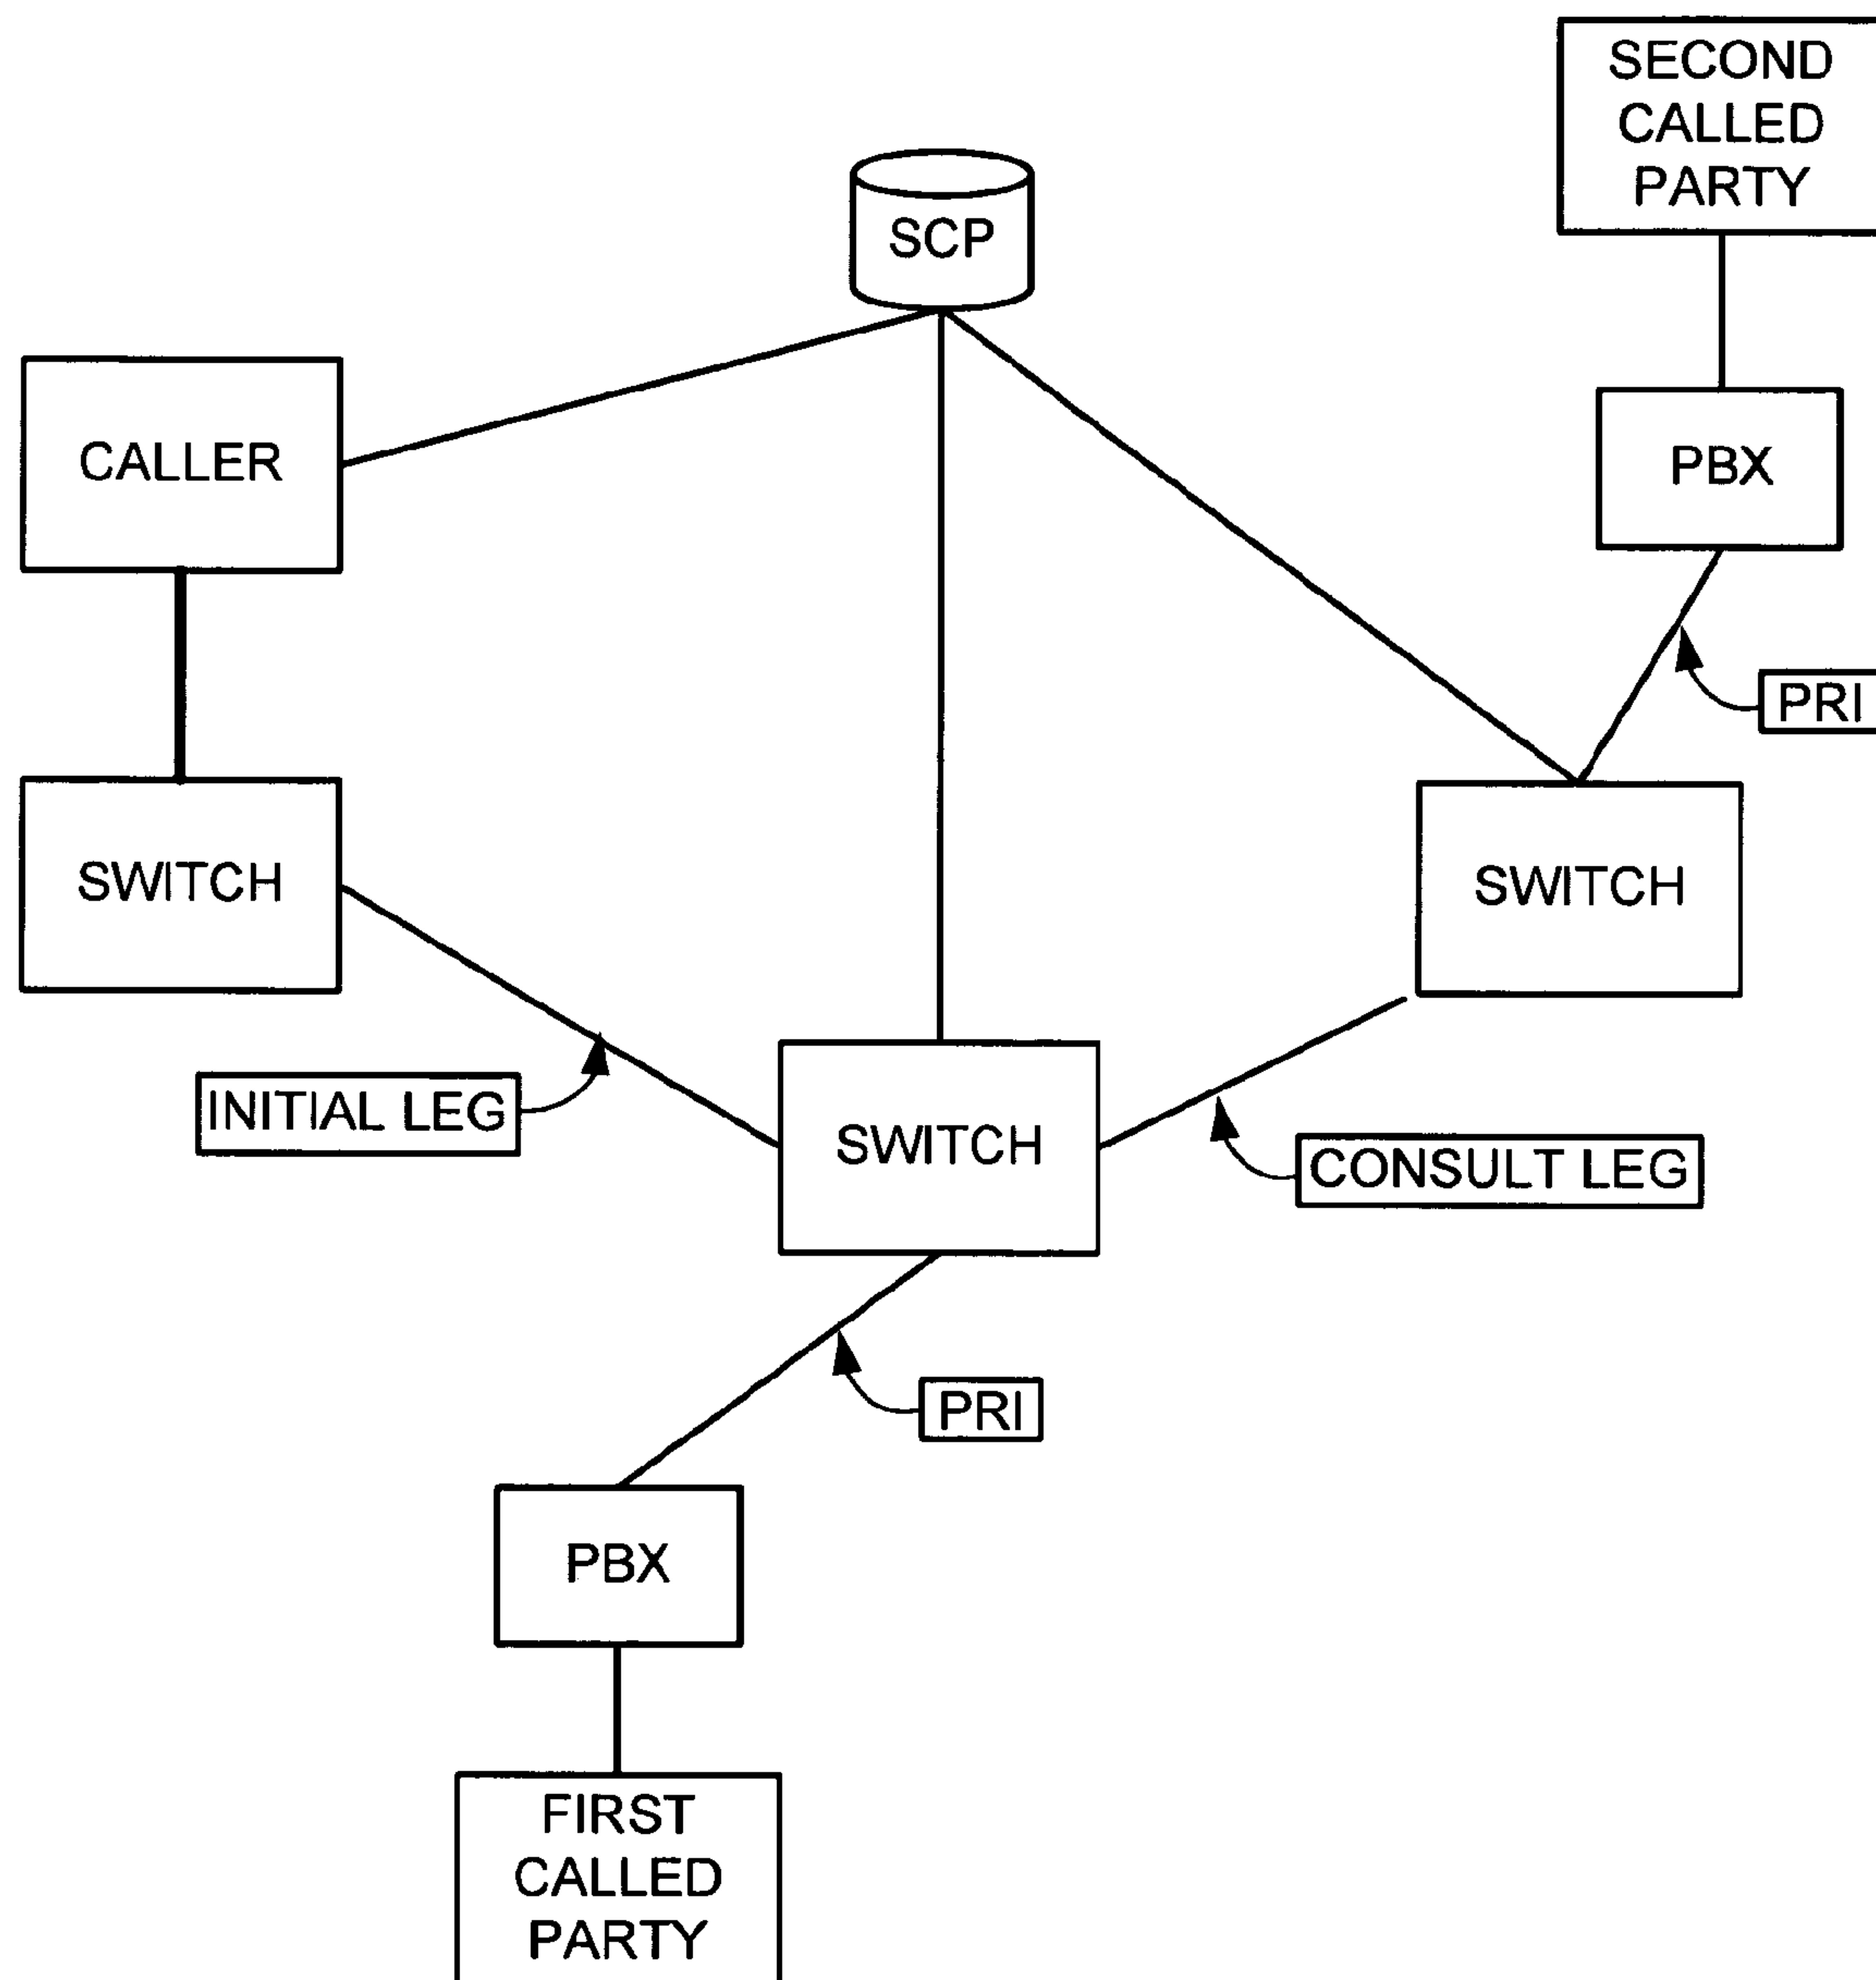 SECOND
CALLED
PARTY
SCP
CALLER
PBX
PRI
SWITCH
SWITCH
INITIAL LEG
SWITCH
CONSULT LEG
PRI
PBX
FIRST
CALLED
PARTY